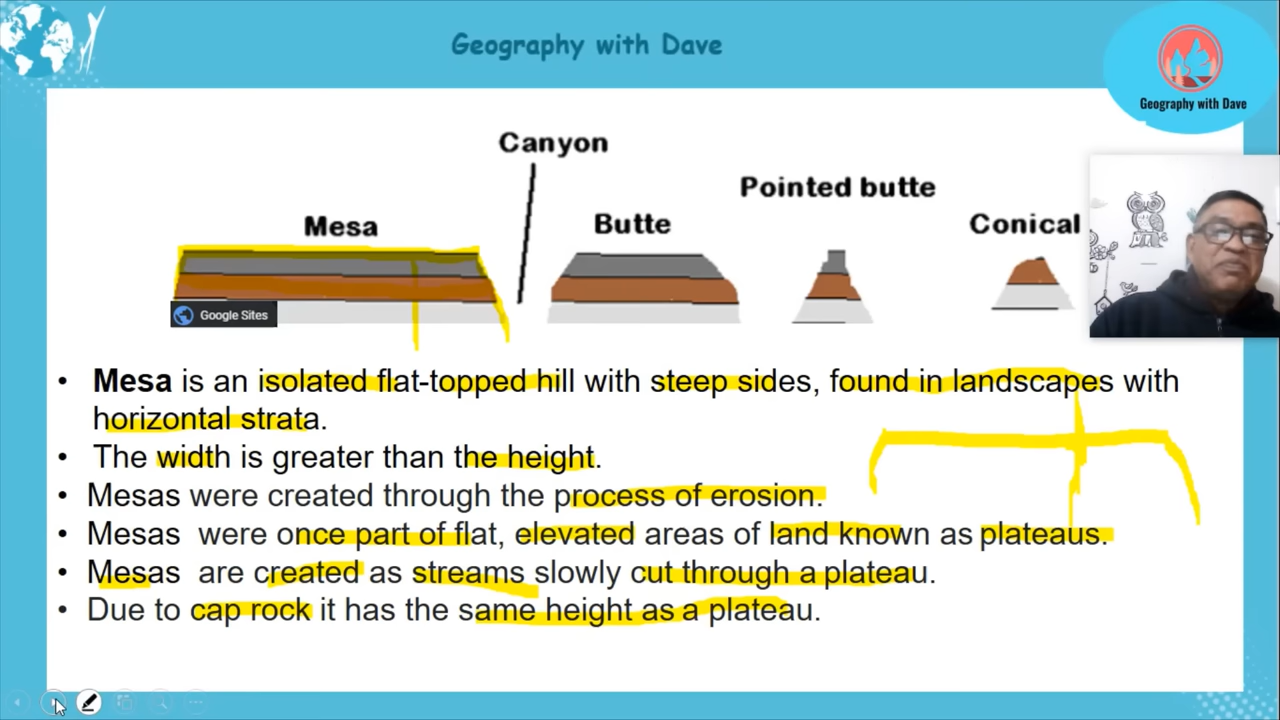 Geography with Dave
Geography with Dave
Canyon
Pointed butte
Mesa
Butte
Conical
Google Sites
• Mesa is an isolated flat-topped hill with steep sides, found in landscapes with
horizontal strata.
• The width is greater than the height.
• Mesas were created through the process of erosion.
• Mesas were once part of flat, elevated areas of land known as plateaus.
• Mesas are created as streams slowly cut through a plateau.
• Due to cap rock it has the same height as a plateau.